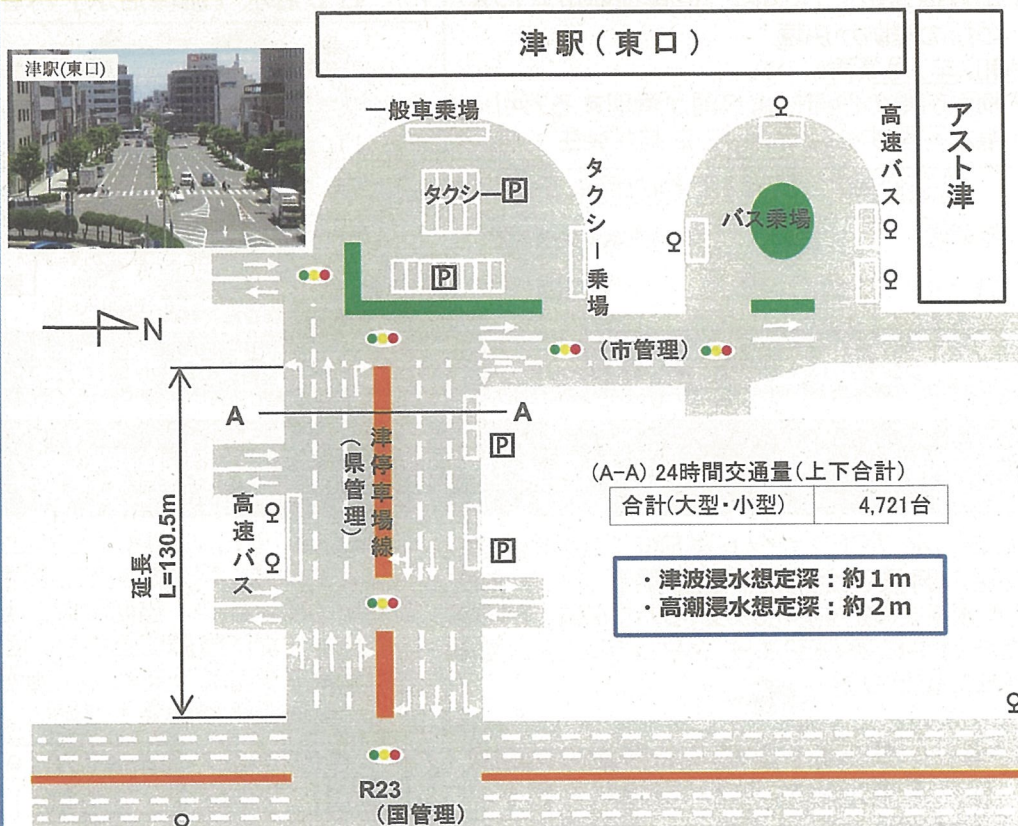 津駅(東口)
津駅(東口)
アスト津
一般車乗場
タクシー P
P
タクシー乗場
バス乗場
高速バス
N
(市管理)
A
A
P
P
津停車場線
(県管理)
高速バス
延長
L=130.5m
(A-A) 24時間交通量(上下合計)
合計(大型・小型) 4,721台
・津波浸水想定深:約1m
・高潮浸水想定深:約2m
R23
(国管理)